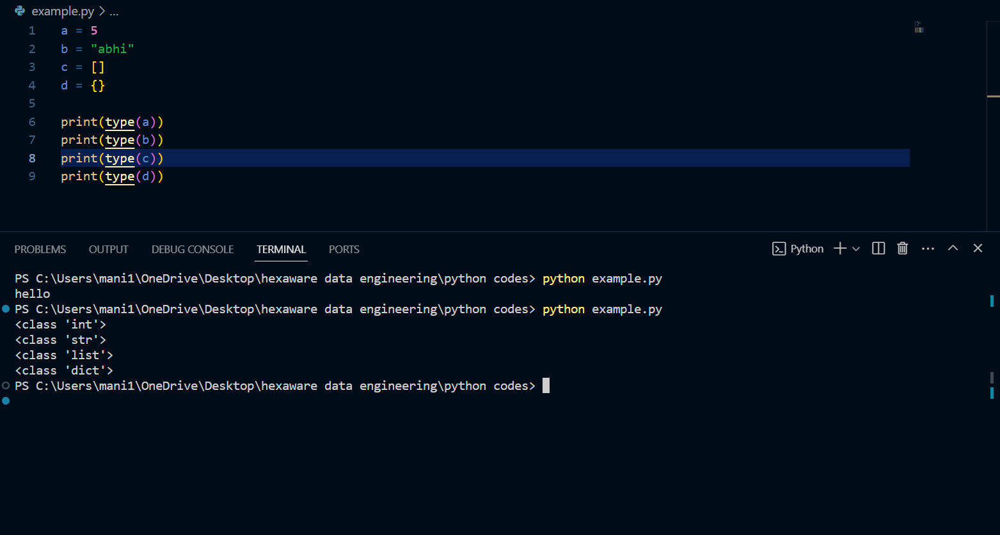 example.py > ...
1 a = 5
2 b = "abhi"
3 c = []
4 d = {}
5
6 print(type(a))
7 print(type(b))
8 print(type(c))
9 print(type(d))
PROBLEMS OUTPUT DEBUG CONSOLE TERMINAL PORTS Python
PS C:\Users\mani1\OneDrive\Desktop\hexaware data engineering\python codes> python example.py
hello
PS C:\Users\mani1\OneDrive\Desktop\hexaware data engineering\python codes> python example.py
<class 'int'>
<class 'str'>
<class 'list'>
<class 'dict'>
PS C:\Users\mani1\OneDrive\Desktop\hexaware data engineering\python codes>